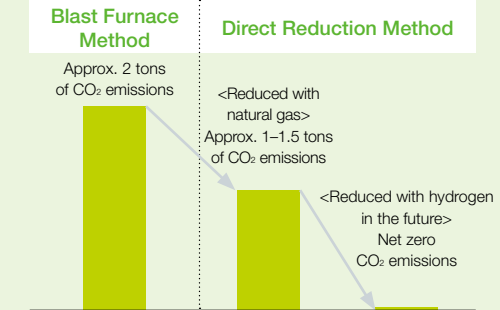 Blast Furnace
Method
Direct Reduction Method
Approx. 2 tons
of CO₂ emissions
<Reduced with
natural gas>
Approx. 1–1.5 tons
of CO₂ emissions
<Reduced with hydrogen
in the future>
Net zero
CO₂ emissions